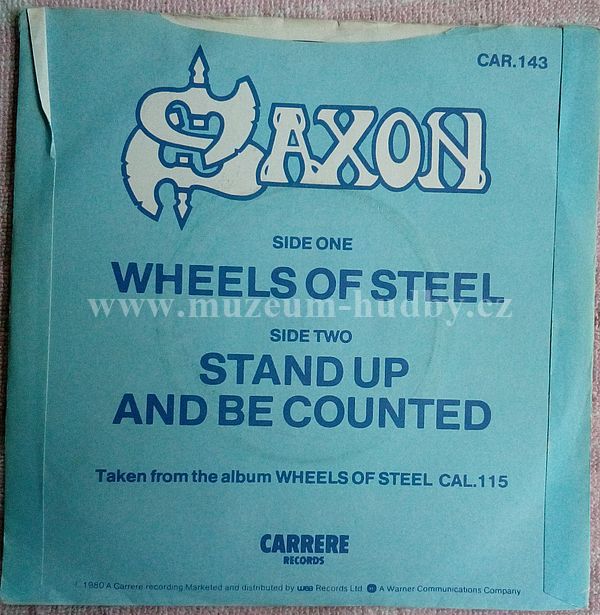 CAR.143
SAXON
SIDE ONE
WHEELS OF STEEL
www.muzeum-hudby.cz
SIDE TWO
STAND UP
AND BE COUNTED
Taken from the album WHEELS OF STEEL CAL.115
CARRERE
RECORDS
1980 A Carrere recording Marketed and distributed by wea Records Ltd A Warner Communications Company